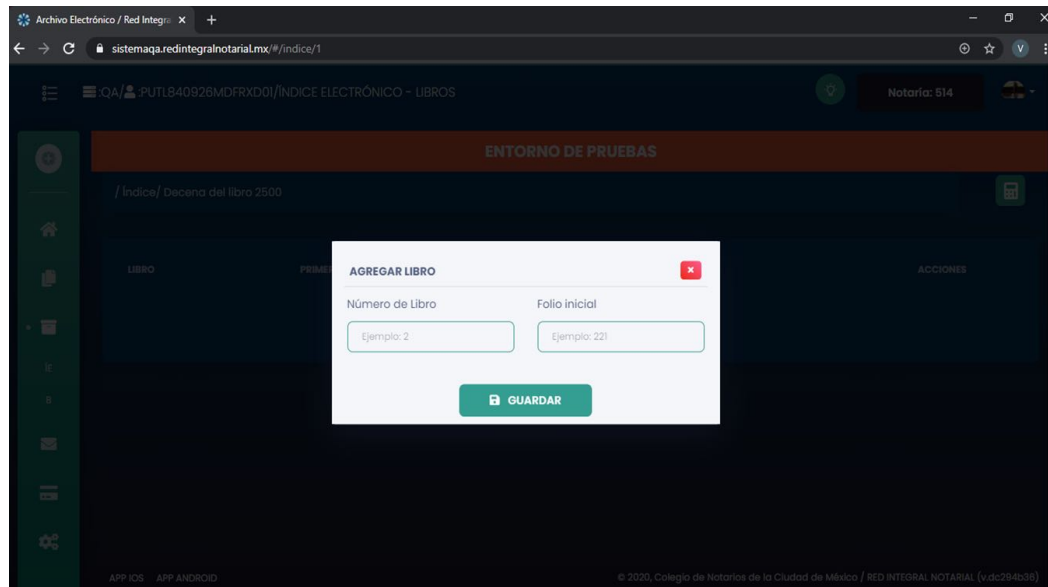 Archivo Electrónico / Red Integra
sistemaqa.redintegralnotarial.mx/#/indice/1
V
:QA/ :PUTL840926MDFRXD01/ÍNDICE ELECTRÓNICO - LIBROS
Notaría: 514
ENTORNO DE PRUEBAS
/ Índice/ Decena del libro 2500
LIBRO PRIMER ACCIONES
AGREGAR LIBRO
Número de Libro Folio inicial
Ejemplo: 2 Ejemplo: 221
GUARDAR
APP IOS APP ANDROID
© 2020, Colegio de Notarios de la Ciudad de México / RED INTEGRAL NOTARIAL (v.dc294b36)